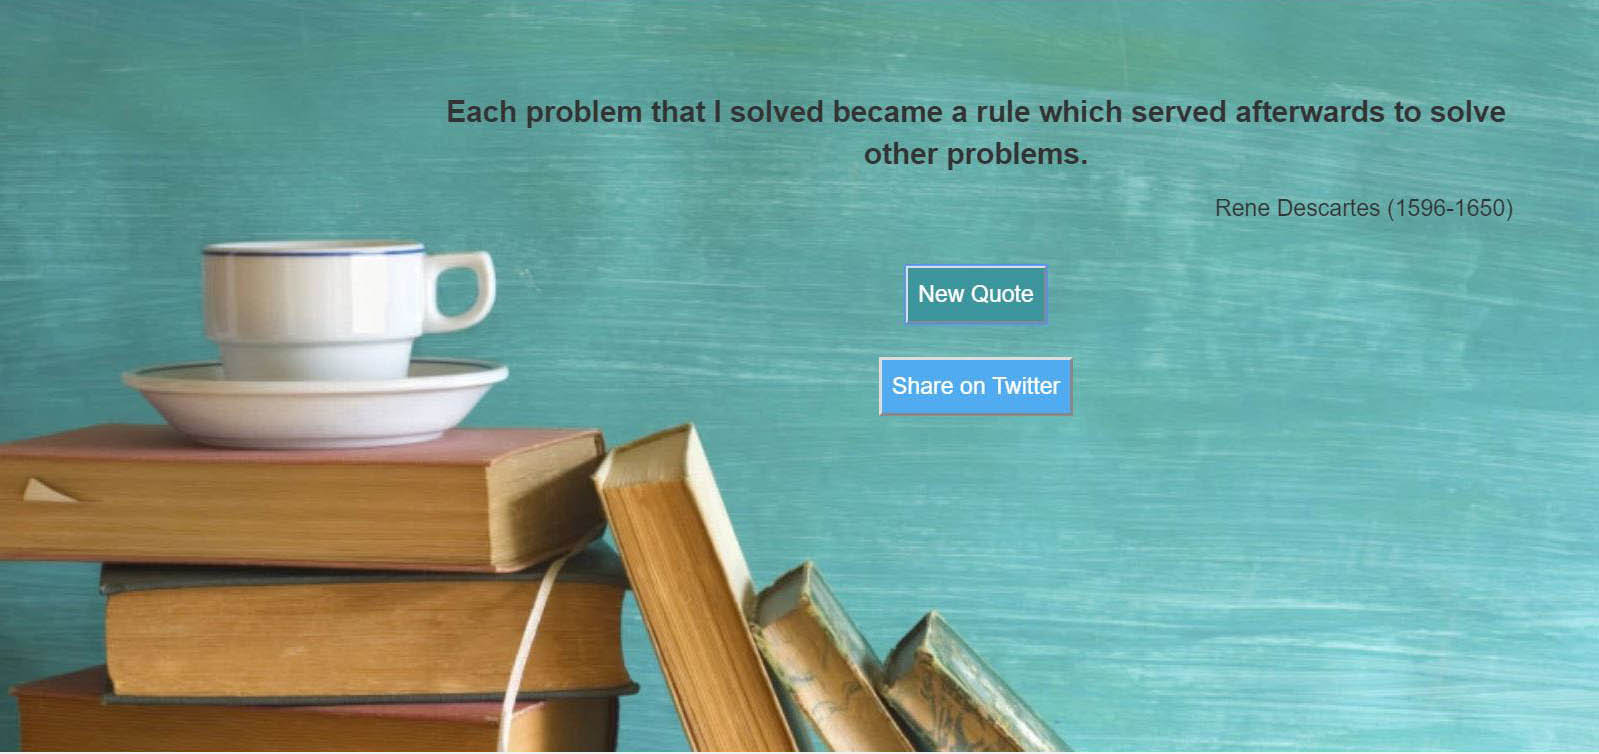 Each problem that I solved became a rule which served afterwards to solve
other problems.
Rene Descartes (1596-1650)
New Quote
Share on Twitter